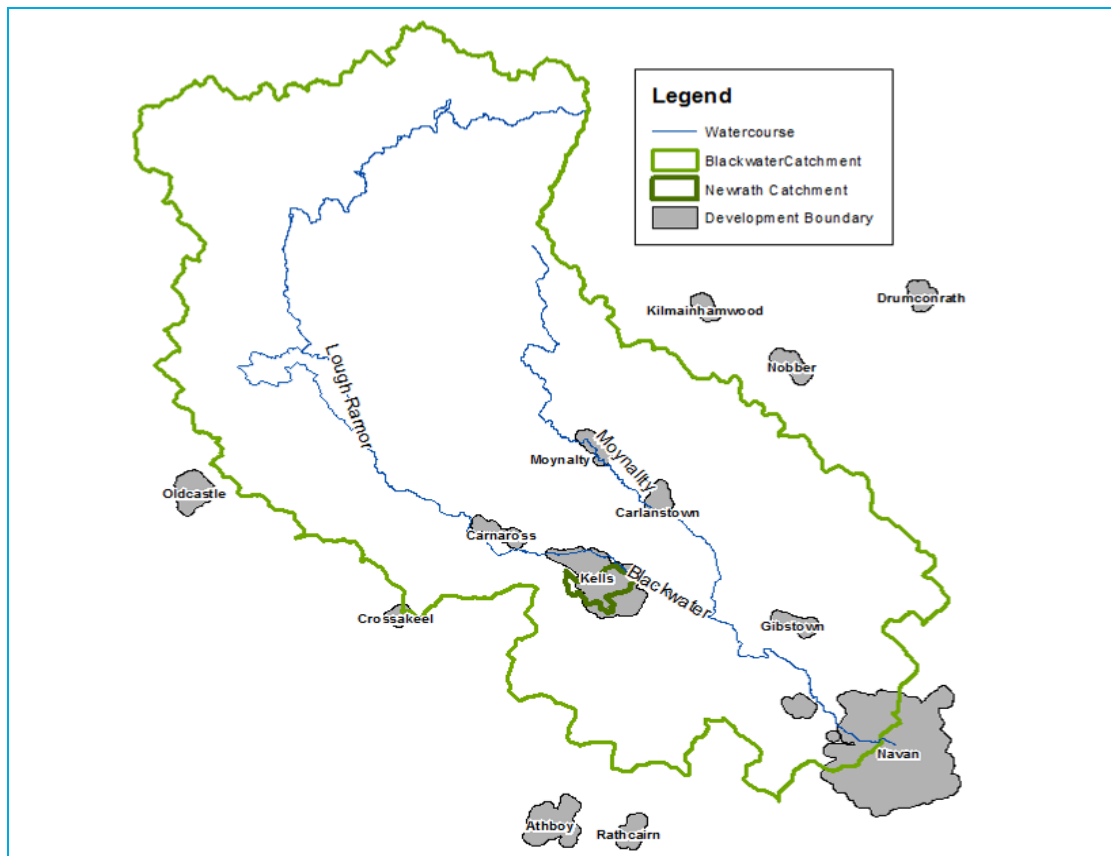 Legend
Watercourse
BlackwaterCatchment
Newrath Catchment
Development Boundary
Drumconrath
Kilmainhamwood
Nobber
Lough-Ramor
Moynalty
Moynallty
Oldcastle
Carlanstown
Carnaross
Kells
Blackwater
Crossakeel
Gibstown
Navan
Athboy
Rathcairn